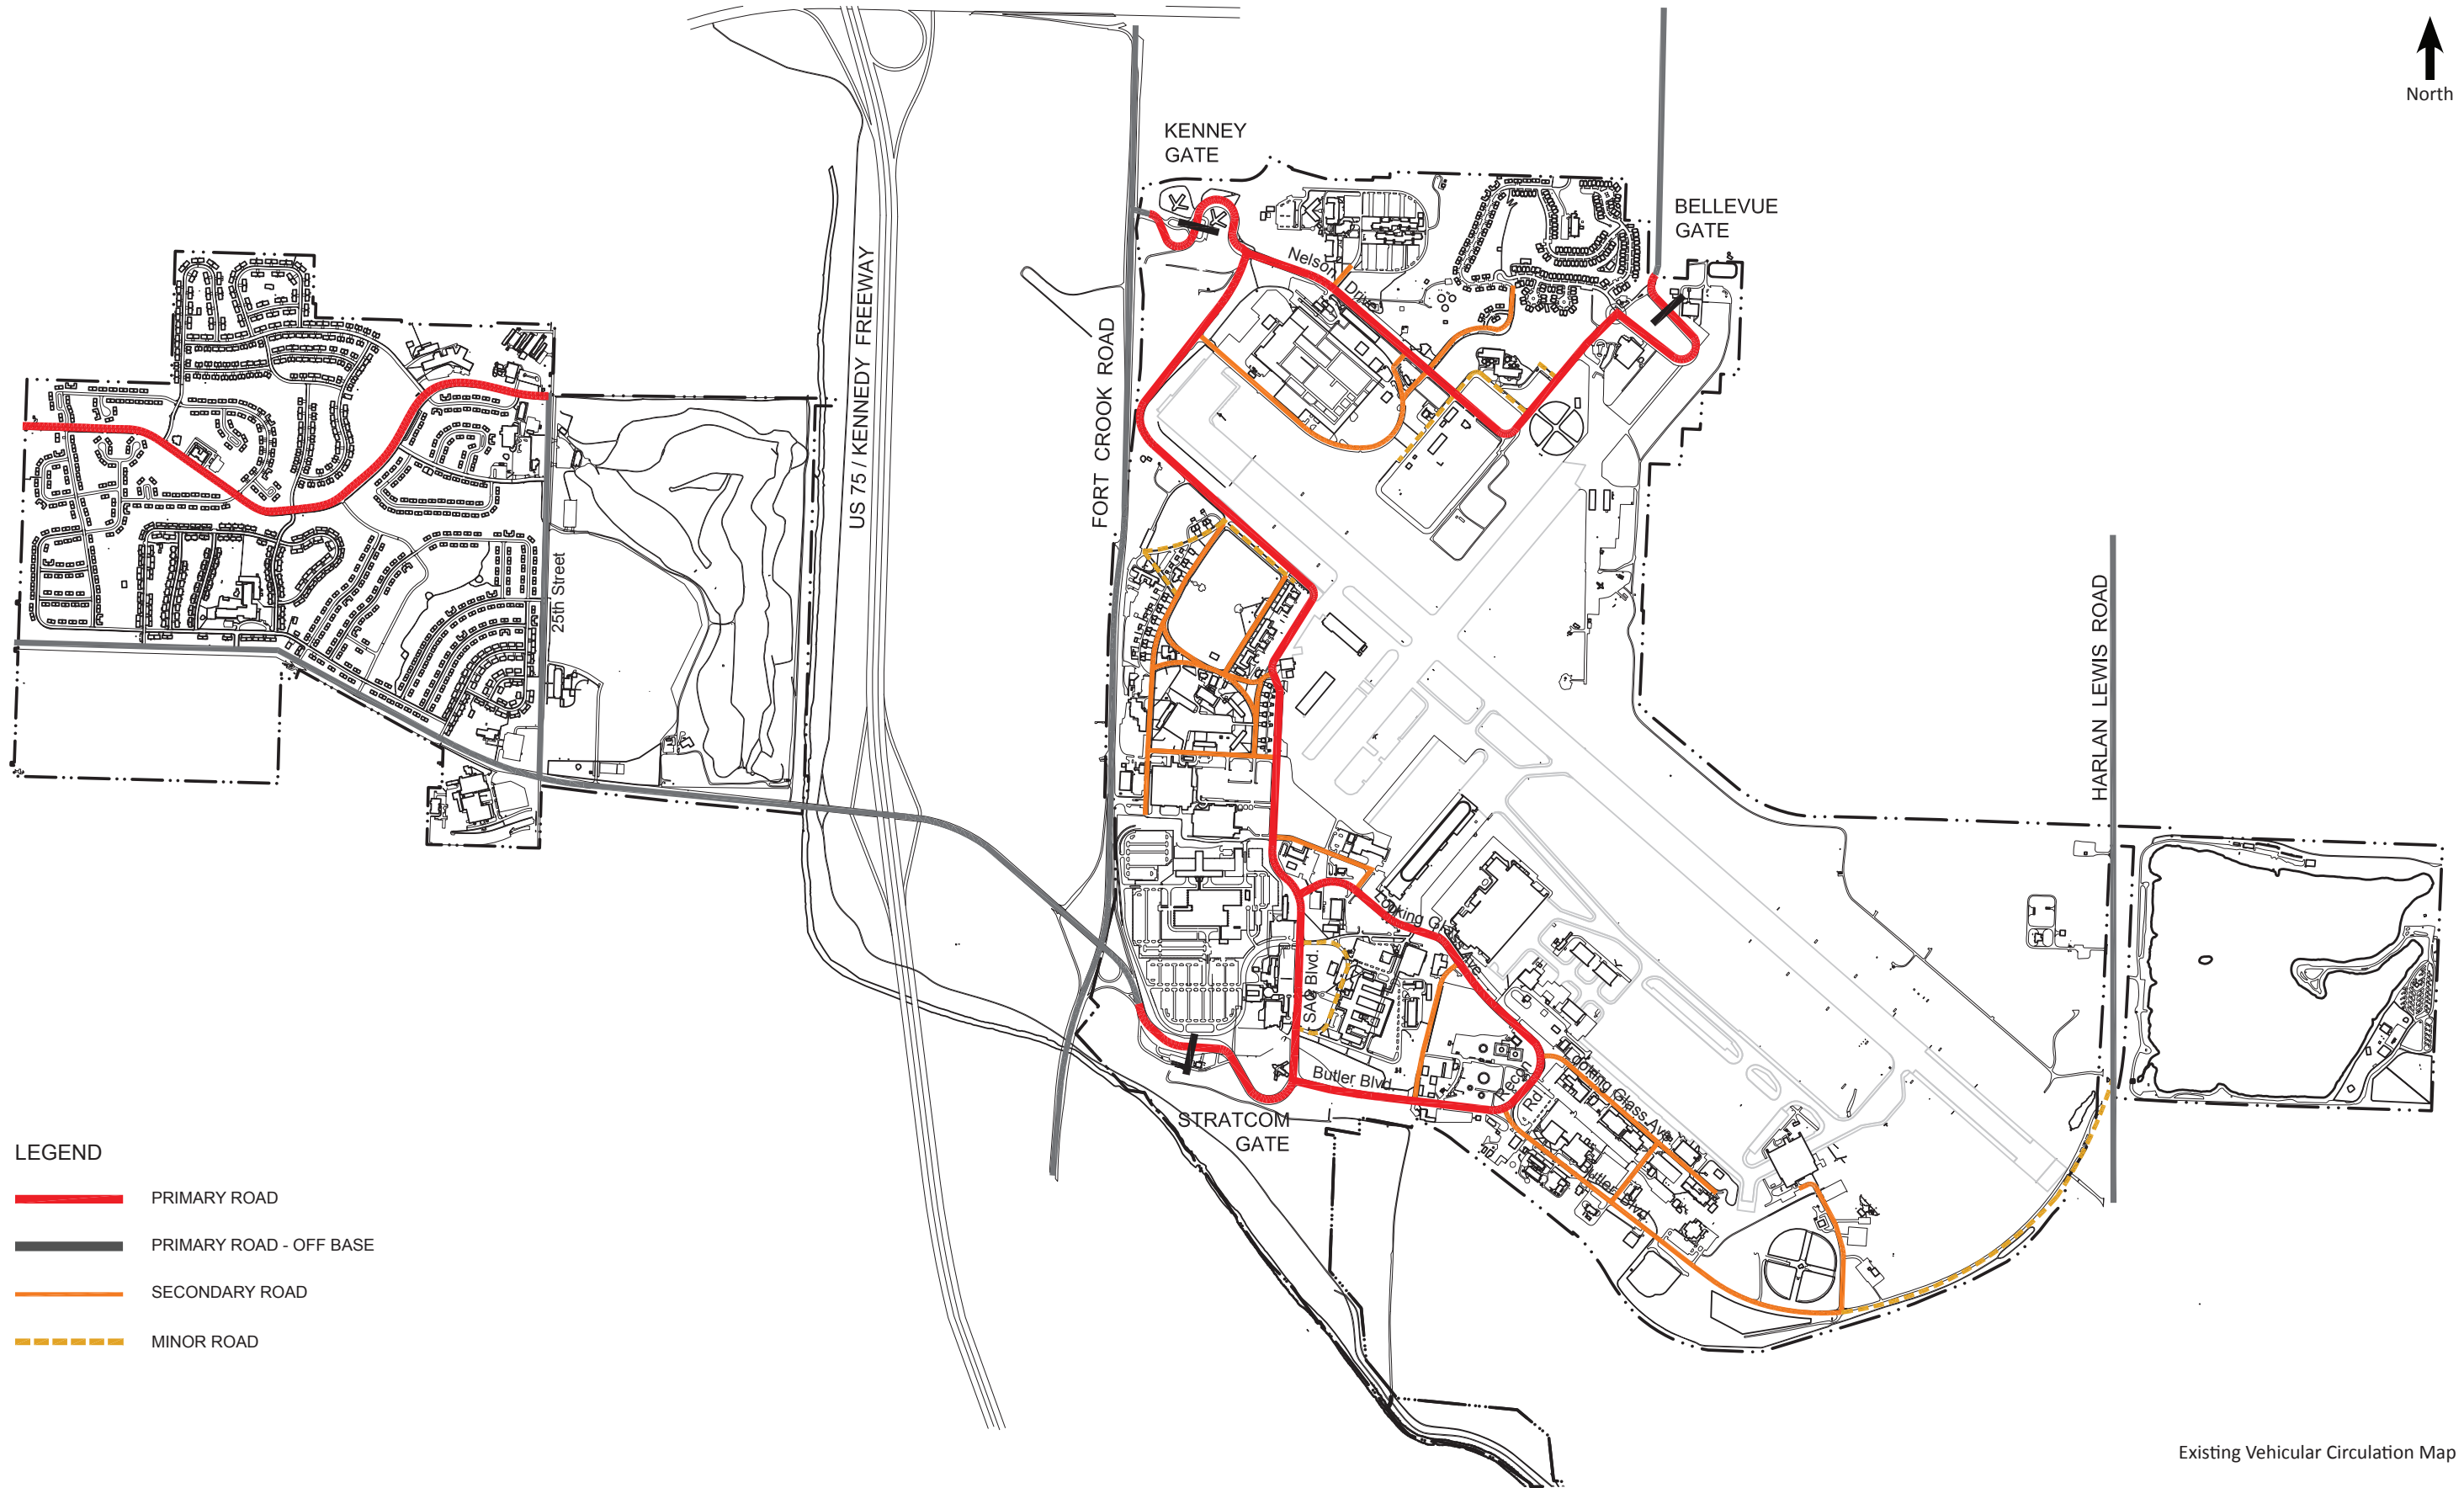 North
KENNEY
GATE
BELLEVUE
GATE
Nelson Drive
US 75 / KENNEDY FREEWAY
FORT CROOK ROAD
25th Street
HARLAN LEWIS ROAD
Looking Glass Ave
SAC Blvd.
Butler Blvd.
Recon Rd.
Looking Glass Ave
Butler Blvd.
STRATCOM
GATE
LEGEND
PRIMARY ROAD
PRIMARY ROAD - OFF BASE
SECONDARY ROAD
MINOR ROAD
Existing Vehicular Circulation Map